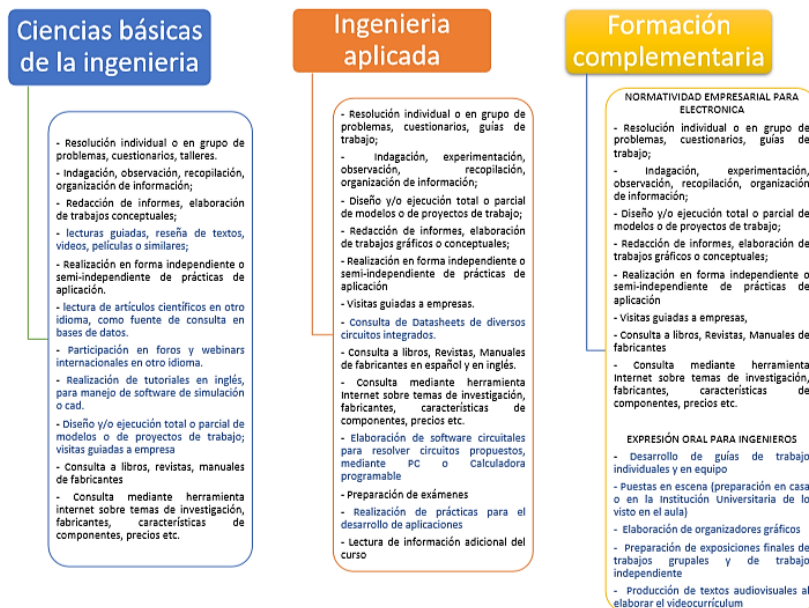 Ciencias básicas
de la ingenieria
- Resolución individual o en grupo de
problemas, cuestionarios, talleres.
- Indagación, observación, recopilación,
organización de información;
- Redacción de informes, elaboración
de trabajos conceptuales;
- lecturas guiadas, reseña de textos,
videos, películas o similares;
- Realización en forma independiente o
semi-independiente de prácticas de
aplicación.
- lectura de artículos científicos en otro
idioma, como fuente de consulta en
bases de datos.
- Participación en foros y webinars
internacionales en otro idioma.
- Realización de tutoriales en inglés,
para manejo de software de simulación
o cad.
- Diseño y/o ejecución total o parcial de
modelos o de proyectos de trabajo;
visitas guiadas a empresa
- Consulta a libros, revistas, manuales
de fabricantes
- Consulta mediante herramienta
internet sobre temas de investigación,
fabricantes, características de
componentes, precios etc.
Ingenieria
aplicada
- Resolución individual o en grupo de
problemas, cuestionarios, guías de
trabajo;
- Indagación, experimentación,
observación, recopilación,
organización de información;
- Diseño y/o ejecución total o parcial
de modelos o de proyectos de trabajo;
- Redacción de informes, elaboración
de trabajos gráficos o conceptuales;
- Realización en forma independiente o
semi-independiente de prácticas de
aplicación
- Visitas guiadas a empresas.
- Consulta de Datasheets de diversos
circuitos integrados.
- Consulta a libros, Revistas, Manuales
de fabricantes en español y en inglés.
- Consulta mediante herramienta
Internet sobre temas de investigación,
fabricantes, características de
componentes, precios etc.
- Elaboración de software circuitales
para resolver circuitos propuestos,
mediante PC o Calculadora
programable
- Preparación de exámenes
- Realización de prácticas para el
desarrollo de aplicaciones
- Lectura de información adicional del
curso
Formación
complementaria
NORMATIVIDAD EMPRESARIAL PARA
ELECTRONICA
- Resolución individual o en grupo de
problemas, cuestionarios, guías de
trabajo;
- Indagación, experimentación,
observación, recopilación, organización
de información;
- Diseño y/o ejecución total o parcial de
modelos o de proyectos de trabajo;
- Redacción de informes, elaboración de
trabajos gráficos o conceptuales;
- Realización en forma independiente o
semi-independiente de prácticas de
aplicación
- Visitas guiadas a empresas,
- Consulta a libros, Revistas, Manuales de
fabricantes
- Consulta mediante herramienta
Internet sobre temas de investigación,
fabricantes, características de
componentes, precios etc.
EXPRESIÓN ORAL PARA INGENIEROS
- Desarrollo de guías de trabajo
individuales y en equipo
- Puestas en escena (preparación en casa
o en la Institución Universitaria de lo
visto en el aula)
- Elaboración de organizadores gráficos
- Preparación de exposiciones finales de
trabajos grupales y de trabajo
independiente
- Producción de textos audiovisuales al
elaborar el videocurrículum